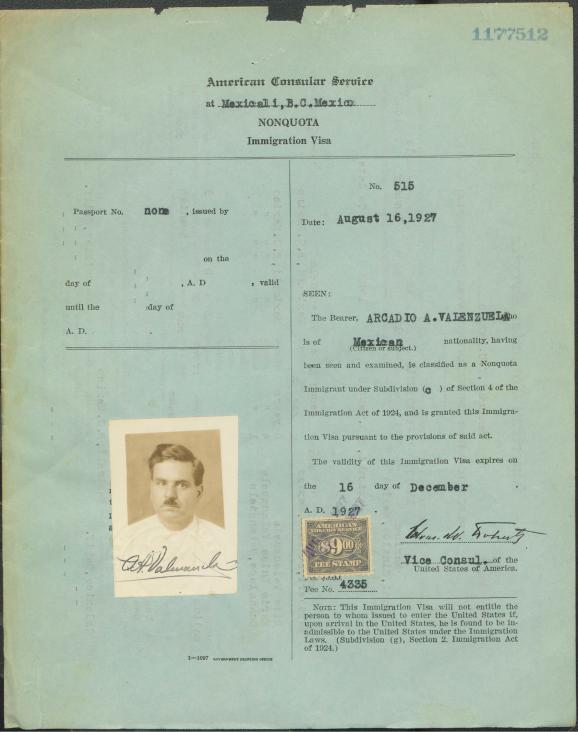 1177512
American Consular Service
at Mexicali, B.C. Mexico
NONQUOTA
Immigration Visa
Passport No. none , issued by
on the
day of , A. D , valid
until the day of
A. D.
No. 515
Date: August 16, 1927
SEEN:
The Bearer, ARCADIO A. VALENZUELA who
is of Mexican nationality, having
(Citizen or subject.)
been seen and examined, is classified as a Nonquota
Immigrant under Subdivision (c) of Section 4 of the
Immigration Act of 1924, and is granted this Immigra-
tion Visa pursuant to the provisions of said act.
The validity of this Immigration Visa expires on
the 16 day of December
A. D. 1927
AMERICAN
FOREIGN SERVICE
$9.00
FEE STAMP
Vice Consul. of the
United States of America.
Fee No. 4335
NOTE: This Immigration Visa will not entitle the
person to whom issued to enter the United States if,
upon arrival in the United States, he is found to be in-
admissible to the United States under the Immigration
Laws. (Subdivision (g), Section 2, Immigration Act
of 1924.)
A. A. Valenzuela
1—1097 GOVERNMENT PRINTING OFFICE